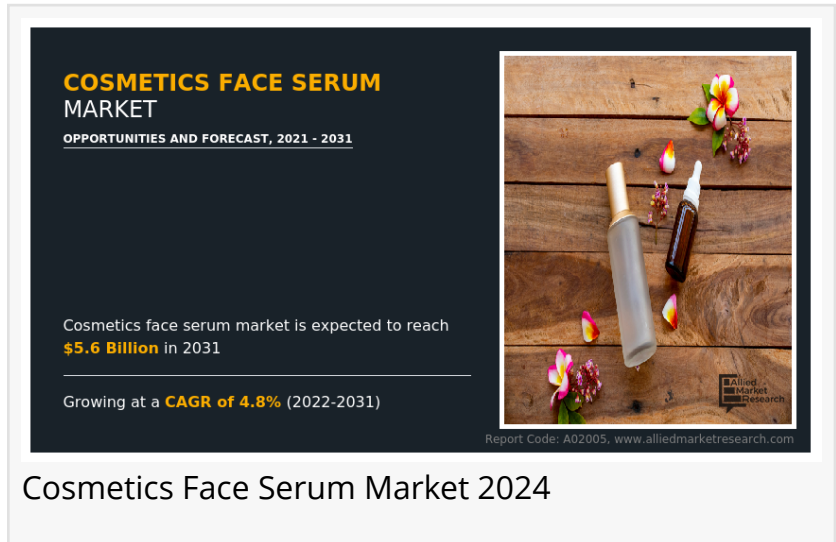 COSMETICS FACE SERUM
MARKET
OPPORTUNITIES AND FORECAST, 2021 - 2031
Cosmetics face serum market is expected to reach
$5.6 Billion in 2031
Growing at a CAGR of 4.8% (2022-2031)
Allied
Market
Research
Report Code: A02005, www.alliedmarketresearch.com
Cosmetics Face Serum Market 2024